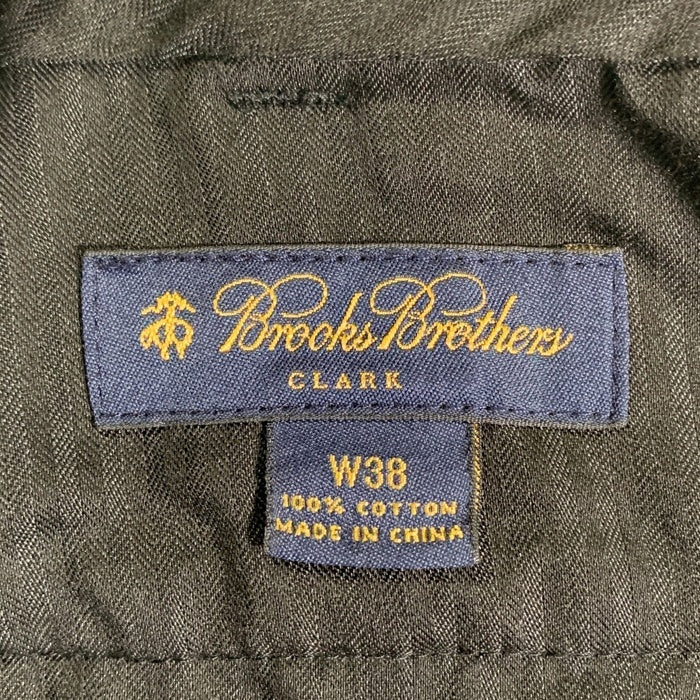 Brooks Brothers
CLARK
W38
100% COTTON
MADE IN CHINA